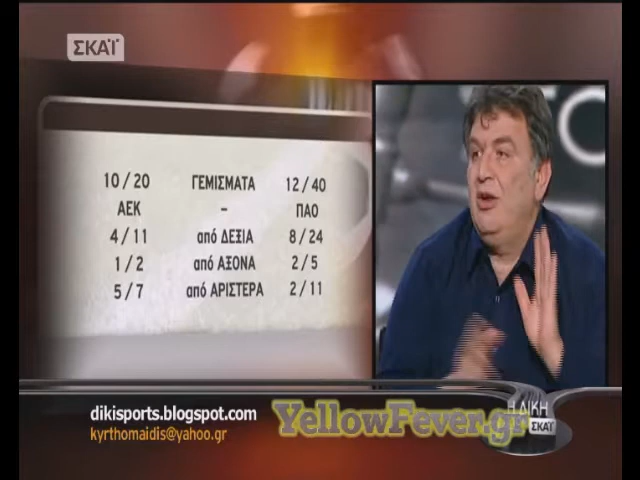 ΣΚΑΪ
10 / 20 ΓΕΜΙΣΜΑΤΑ 12 / 40
ΑΕΚ – ΠΑΟ
4 / 11 από ΔΕΞΙΑ 8 / 24
1 / 2 από ΑΞΟΝΑ 2 / 5
5 / 7 από ΑΡΙΣΤΕΡΑ 2 / 11
dikisports.blogspot.com
kyrthomaidis@yahoo.gr
YellowFever.gr
Η ΔΙΚΗ
ΣΚΑΪ